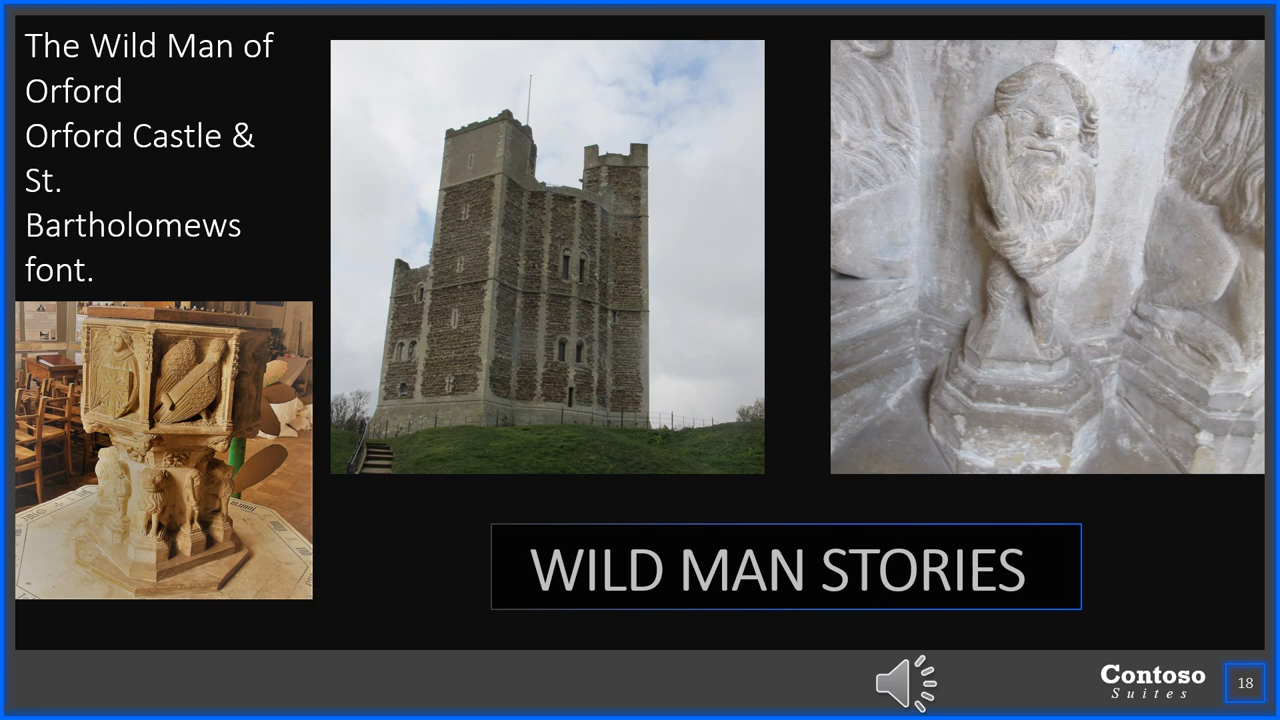 The Wild Man of
Orford
Orford Castle &
St.
Bartholomews
font.
WILD MAN STORIES
Contoso
Suites
18